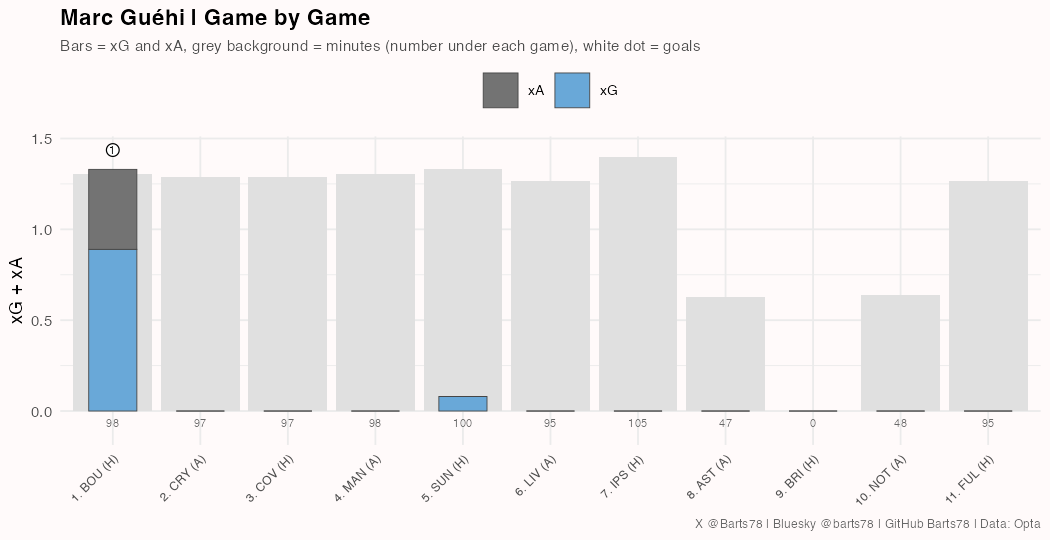 Marc Guéhi | Game by Game
Bars = xG and xA, grey background = minutes (number under each game), white dot = goals
xA
xG
xG + xA
1.5
1.0
0.5
0.0
1
98
97
97
98
100
95
105
47
0
48
95
1. BOU (H)
2. CRY (A)
3. COV (H)
4. MAN (A)
5. SUN (H)
6. LIV (A)
7. IPS (H)
8. AST (A)
9. BRI (H)
10. NOT (A)
11. FUL (H)
X @Barts78 | Bluesky @barts78 | GitHub Barts78 | Data: Opta